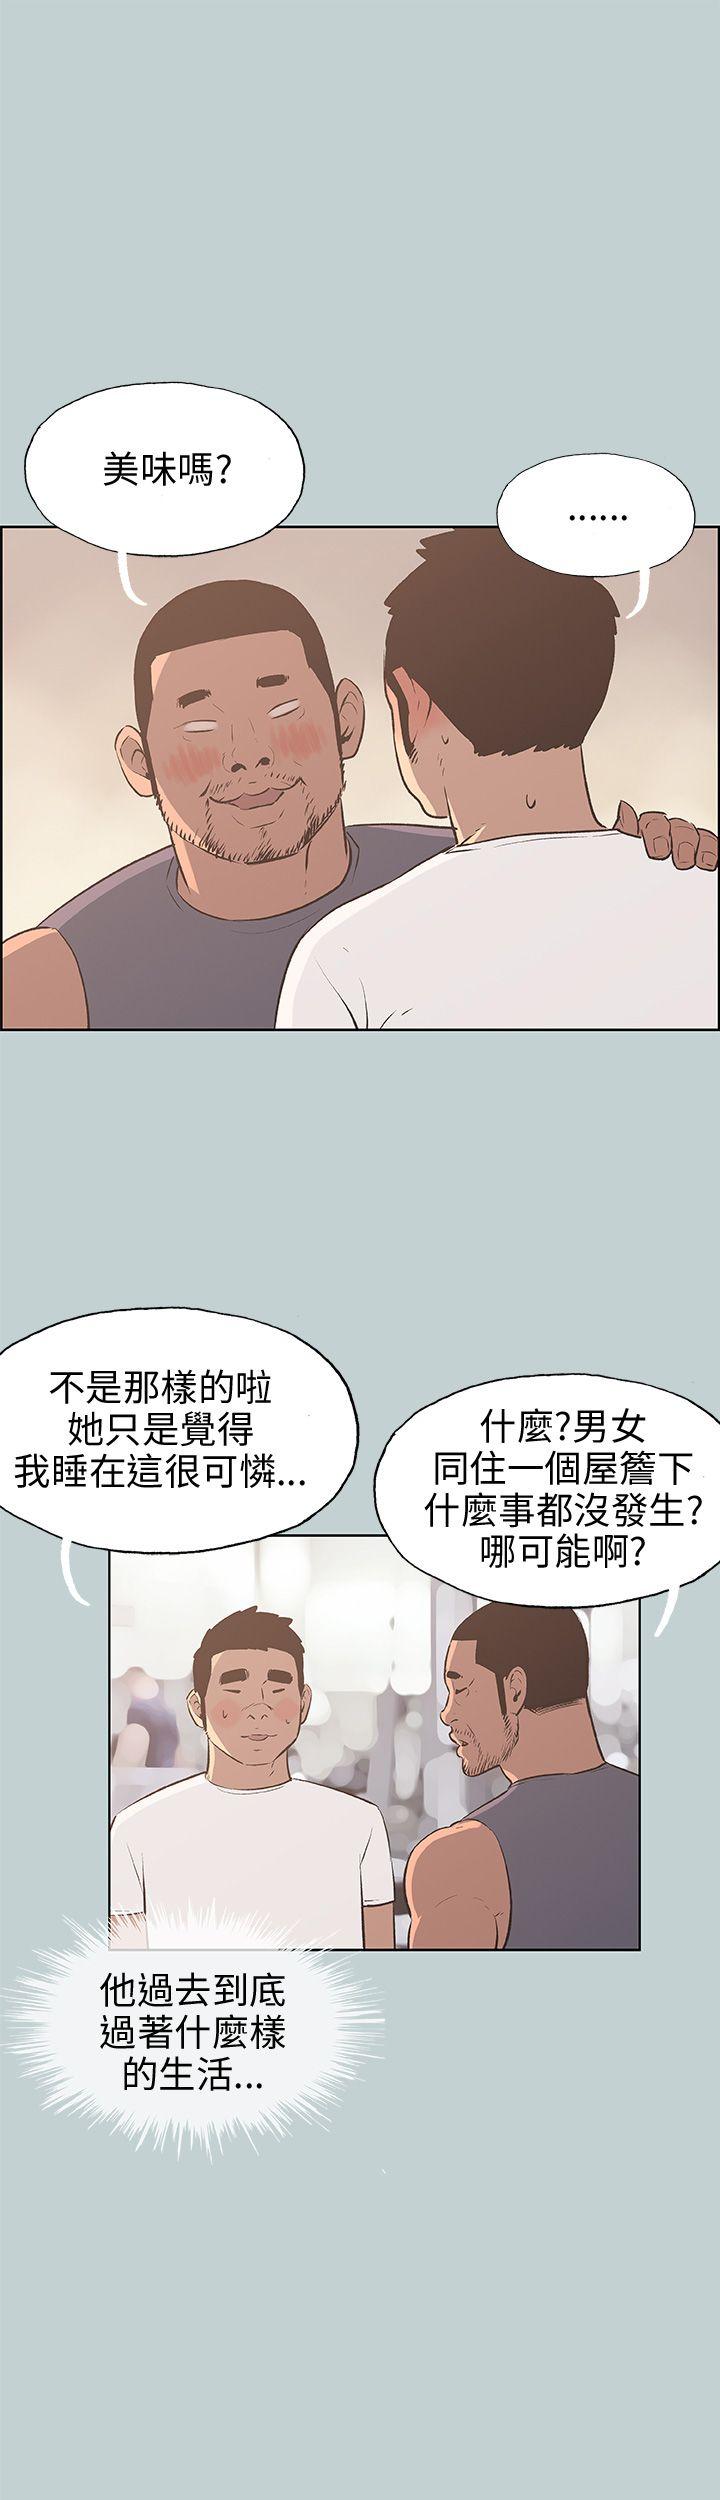 美味嗎?
......
不是那樣的啦
她只是覺得
我睡在這很可憐...
什麼?男女
同住一個屋簷下
什麼事都沒發生?
哪可能啊?
他過去到底
過著什麼樣
的生活...